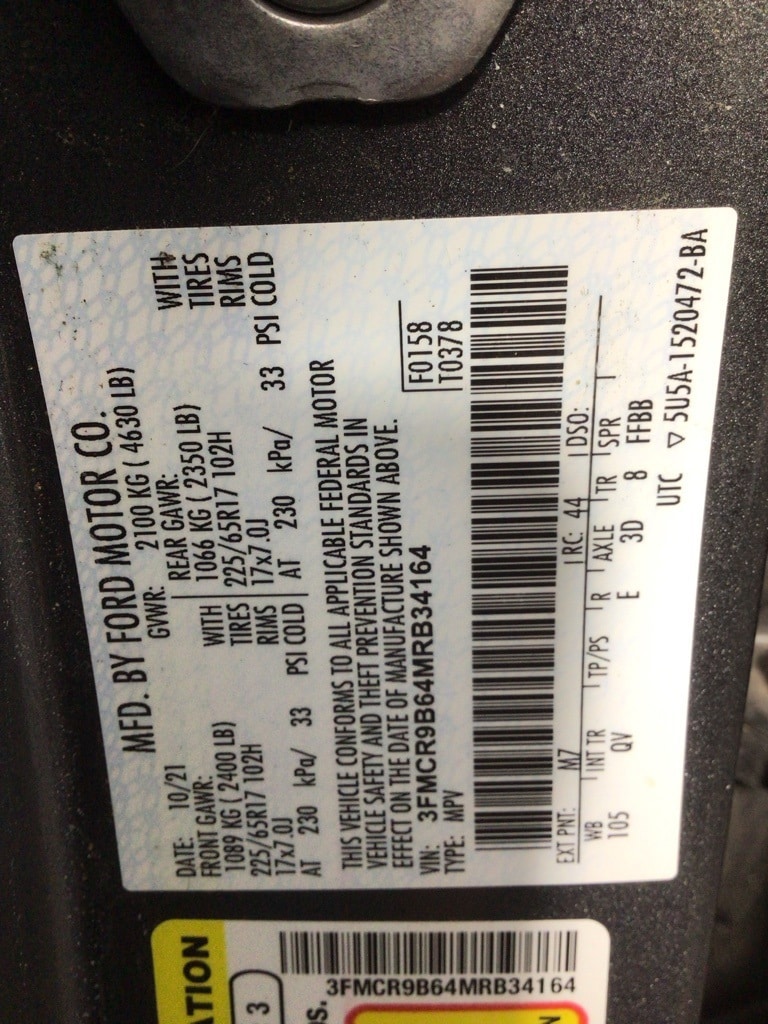 MFD. BY FORD MOTOR CO.
DATE: 10/21 GVWR: 2100 KG ( 4630 LB)
FRONT GAWR: REAR GAWR:
1089 KG ( 2400 LB) WITH 1066 KG ( 2350 LB) WITH
225/65R17 102H TIRES 225/65R17 102H TIRES
17x7.0J RIMS 17x7.0J RIMS
AT 230 kPa/ 33 PSI COLD AT 230 kPa/ 33 PSI COLD
THIS VEHICLE CONFORMS TO ALL APPLICABLE FEDERAL MOTOR
VEHICLE SAFETY AND THEFT PREVENTION STANDARDS IN
EFFECT ON THE DATE OF MANUFACTURE SHOWN ABOVE.
VIN: 3FMCR9B64MRB34164 F0158
TYPE: MPV T0378
EXT PNT: MZ RC: 44 DSO:
WB INT TR TP/PS R AXLE TR SPR
105 QV E 3D 8 FFBB
UTC ▽ 5U5A-1520472-BA
ATION
3
3FMCR9B64MRB34164